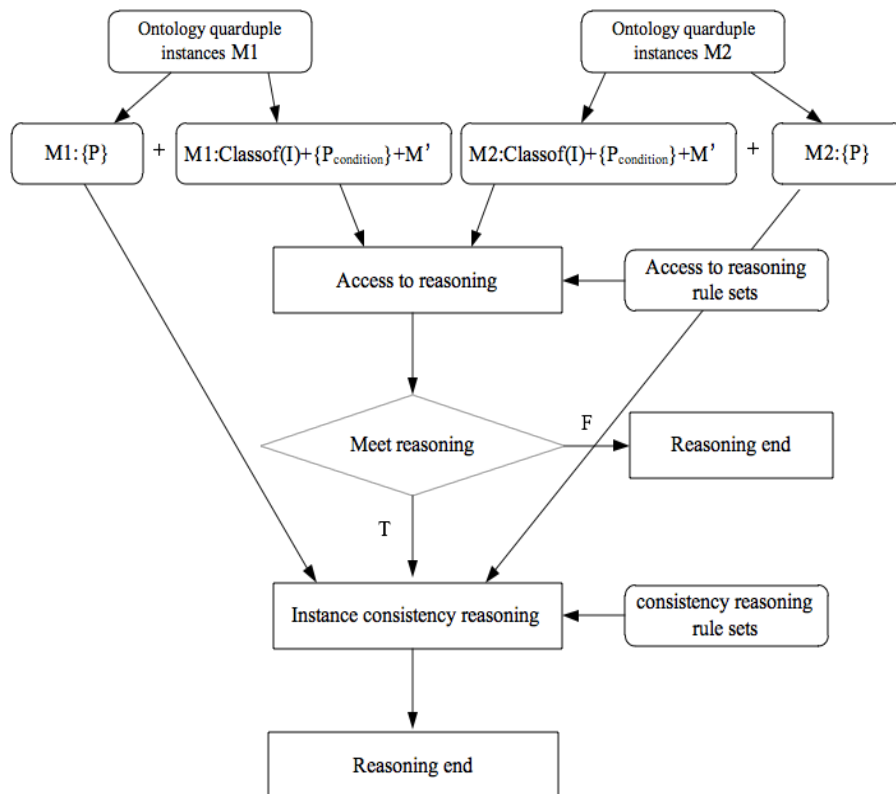 Ontology quarduple
instances M1
Ontology quarduple
instances M2
M1:{P}
+
M1:Classof(I)+{Pcondition}+M’
M2:Classof(I)+{Pcondition}+M’
+
M2:{P}
Access to reasoning
Access to reasoning
rule sets
Meet reasoning
F
Reasoning end
T
Instance consistency reasoning
consistency reasoning
rule sets
Reasoning end